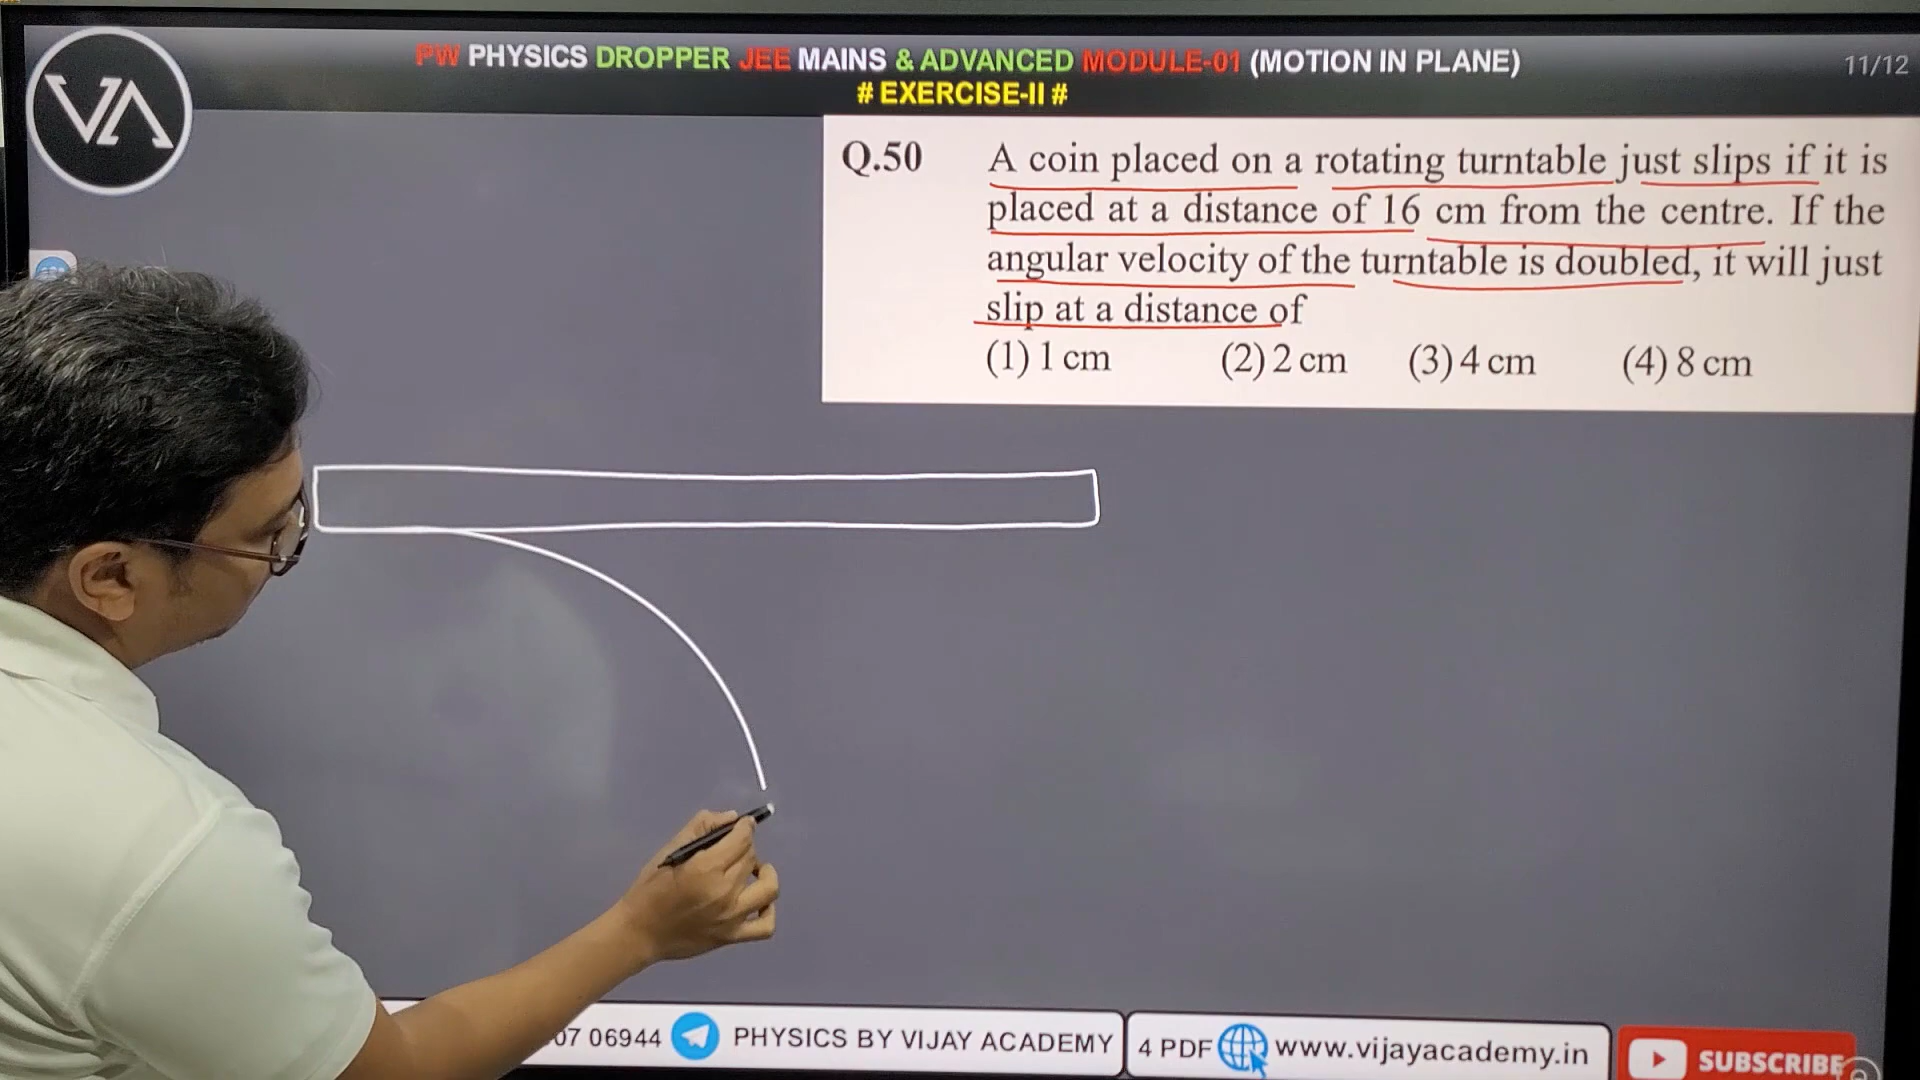 PW PHYSICS DROPPER JEE MAINS & ADVANCED MODULE-01 (MOTION IN PLANE)
11/12
# EXERCISE-II #
VA
Q.50 A coin placed on a rotating turntable just slips if it is
placed at a distance of 16 cm from the centre. If the
angular velocity of the turntable is doubled, it will just
slip at a distance of
(1) 1 cm (2) 2 cm (3) 4 cm (4) 8 cm
07 06944 PHYSICS BY VIJAY ACADEMY 4 PDF www.vijayacademy.in SUBSCRIBE